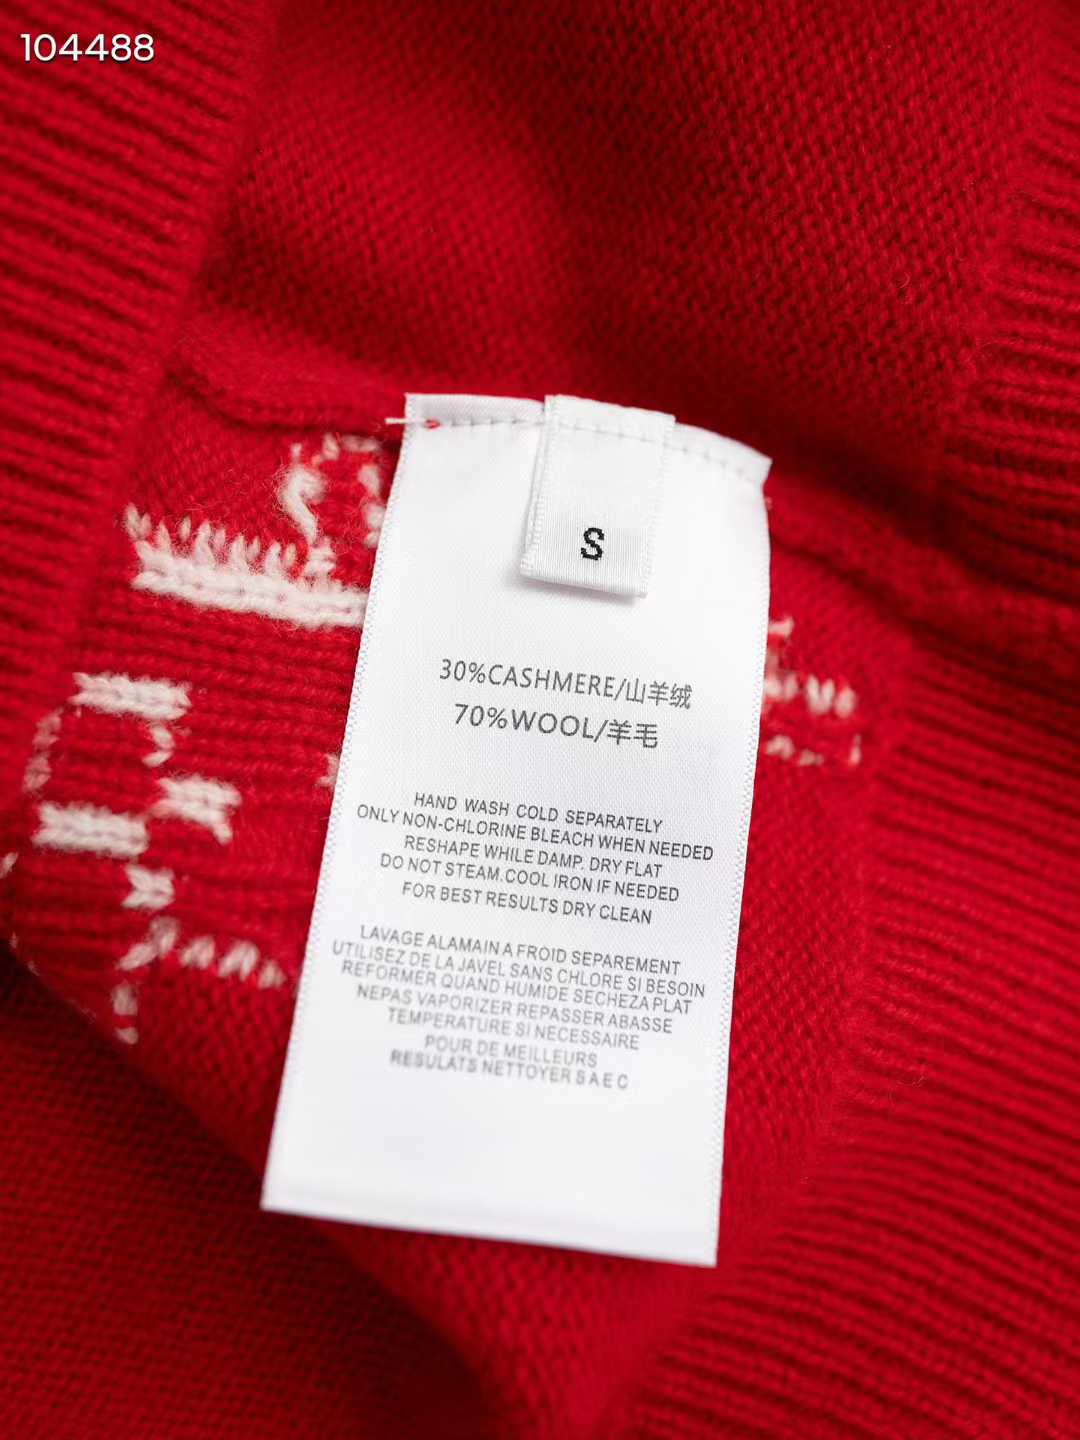 104488
S
30%CASHMERE/山羊绒
70%WOOL/羊毛
HAND WASH COLD SEPARATELY
ONLY NON-CHLORINE BLEACH WHEN NEEDED
RESHAPE WHILE DAMP. DRY FLAT
DO NOT STEAM.COOL IRON IF NEEDED
FOR BEST RESULTS DRY CLEAN
LAVAGE ALAMAIN A FROID SEPAREMENT
UTILISEZ DE LA JAVEL SANS CHLORE SI BESOIN
REFORMER QUAND HUMIDE SECHEZA PLAT
NEPAS VAPORIZER REPASSER ABASSE
TEMPERATURE SI NECESSAIRE
POUR DE MEILLEURS
RESULATS NETTOYER S A E C